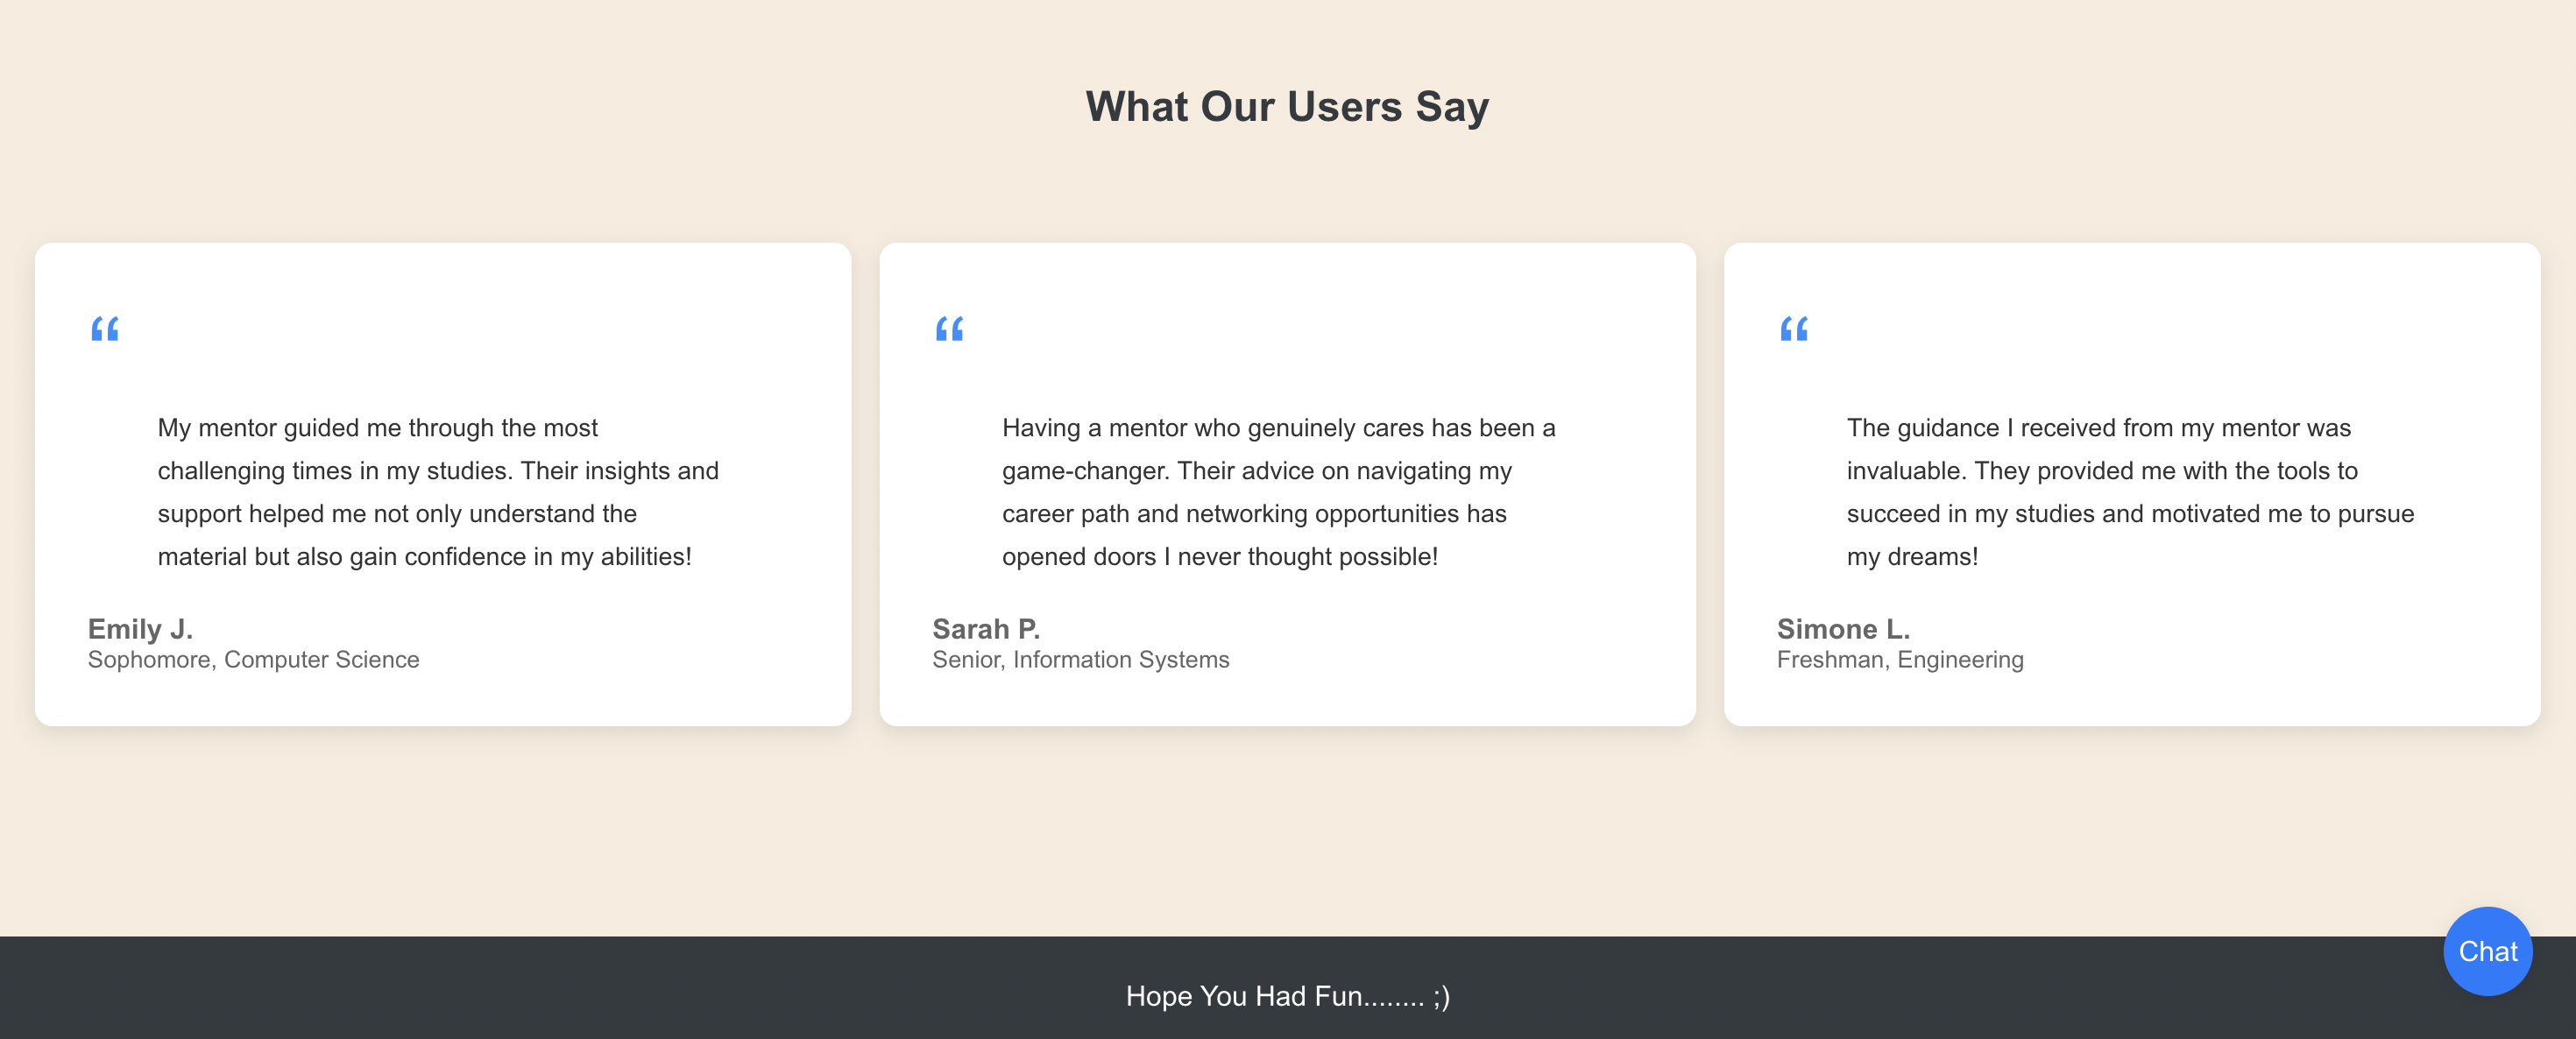 What Our Users Say
“
My mentor guided me through the most
challenging times in my studies. Their insights and
support helped me not only understand the
material but also gain confidence in my abilities!
Emily J.
Sophomore, Computer Science
“
Having a mentor who genuinely cares has been a
game-changer. Their advice on navigating my
career path and networking opportunities has
opened doors I never thought possible!
Sarah P.
Senior, Information Systems
“
The guidance I received from my mentor was
invaluable. They provided me with the tools to
succeed in my studies and motivated me to pursue
my dreams!
Simone L.
Freshman, Engineering
Chat
Hope You Had Fun........ ;)